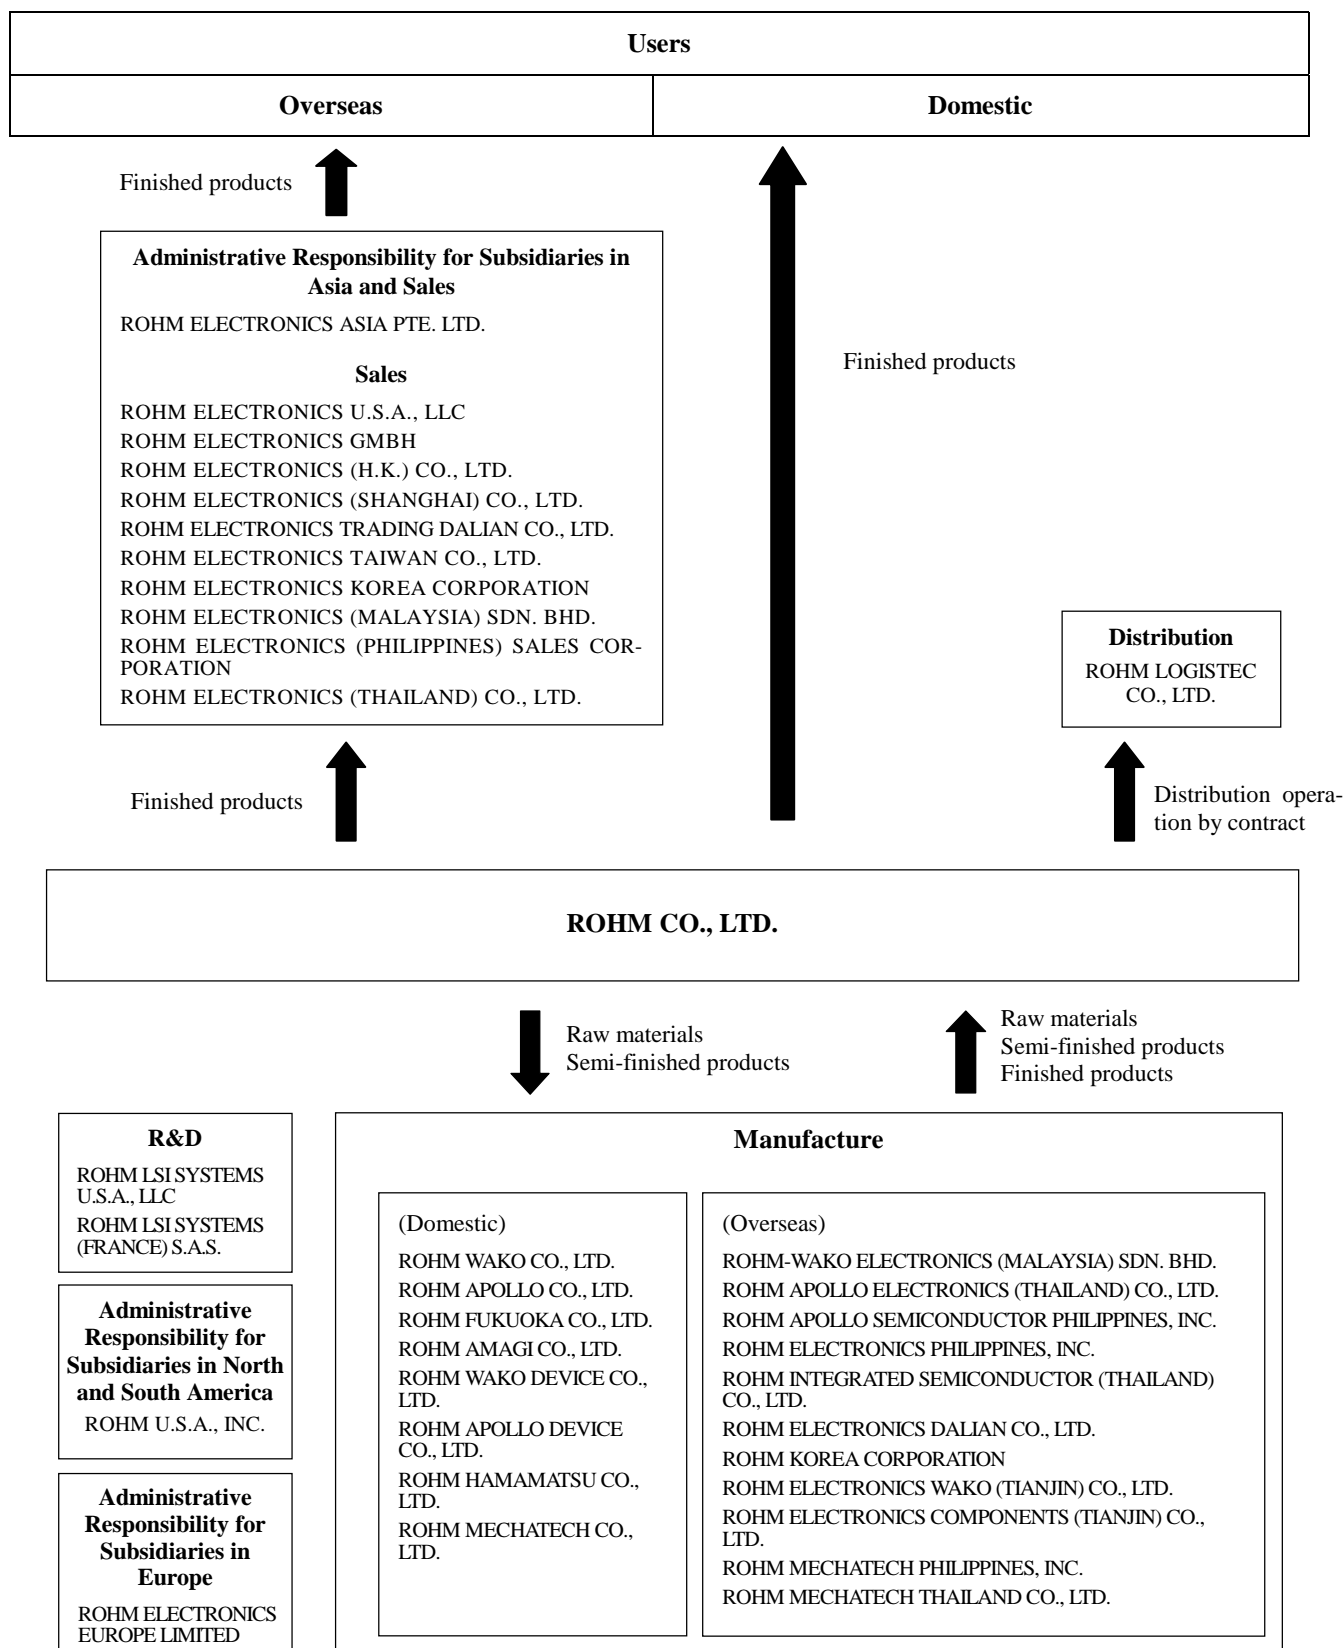 Users
Overseas
Domestic
Finished products
Administrative Responsibility for Subsidiaries in
Asia and Sales
ROHM ELECTRONICS ASIA PTE. LTD.
Sales
ROHM ELECTRONICS U.S.A., LLC
ROHM ELECTRONICS GMBH
ROHM ELECTRONICS (H.K.) CO., LTD.
ROHM ELECTRONICS (SHANGHAI) CO., LTD.
ROHM ELECTRONICS TRADING DALIAN CO., LTD.
ROHM ELECTRONICS TAIWAN CO., LTD.
ROHM ELECTRONICS KOREA CORPORATION
ROHM ELECTRONICS (MALAYSIA) SDN. BHD.
ROHM ELECTRONICS (PHILIPPINES) SALES COR-
PORATION
ROHM ELECTRONICS (THAILAND) CO., LTD.
Finished products
Distribution
ROHM LOGISTEC
CO., LTD.
Finished products
Distribution opera-
tion by contract
ROHM CO., LTD.
Raw materials
Semi-finished products
Raw materials
Semi-finished products
Finished products
R&D
ROHM LSI SYSTEMS
U.S.A., LLC
ROHM LSI SYSTEMS
(FRANCE) S.A.S.
Administrative
Responsibility for
Subsidiaries in North
and South America
ROHM U.S.A., INC.
Administrative
Responsibility for
Subsidiaries in
Europe
ROHM ELECTRONICS
EUROPE LIMITED
Manufacture
(Domestic)
ROHM WAKO CO., LTD.
ROHM APOLLO CO., LTD.
ROHM FUKUOKA CO., LTD.
ROHM AMAGI CO., LTD.
ROHM WAKO DEVICE CO.,
LTD.
ROHM APOLLO DEVICE
CO., LTD.
ROHM HAMAMATSU CO.,
LTD.
ROHM MECHATECH CO.,
LTD.
(Overseas)
ROHM-WAKO ELECTRONICS (MALAYSIA) SDN. BHD.
ROHM APOLLO ELECTRONICS (THAILAND) CO., LTD.
ROHM APOLLO SEMICONDUCTOR PHILIPPINES, INC.
ROHM ELECTRONICS PHILIPPINES, INC.
ROHM INTEGRATED SEMICONDUCTOR (THAILAND)
CO., LTD.
ROHM ELECTRONICS DALIAN CO., LTD.
ROHM KOREA CORPORATION
ROHM ELECTRONICS WAKO (TIANJIN) CO., LTD.
ROHM ELECTRONICS COMPONENTS (TIANJIN) CO.,
LTD.
ROHM MECHATECH PHILIPPINES, INC.
ROHM MECHATECH THAILAND CO., LTD.